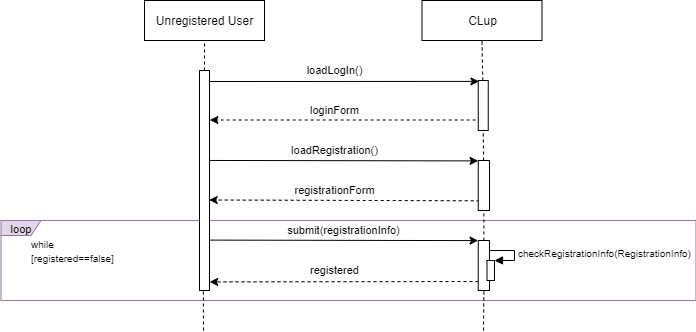 Unregistered User
CLup
loadLogIn()
loginForm
loadRegistration()
registrationForm
loop
while
[registered==false]
submit(registrationInfo)
checkRegistrationInfo(RegistrationInfo)
registered